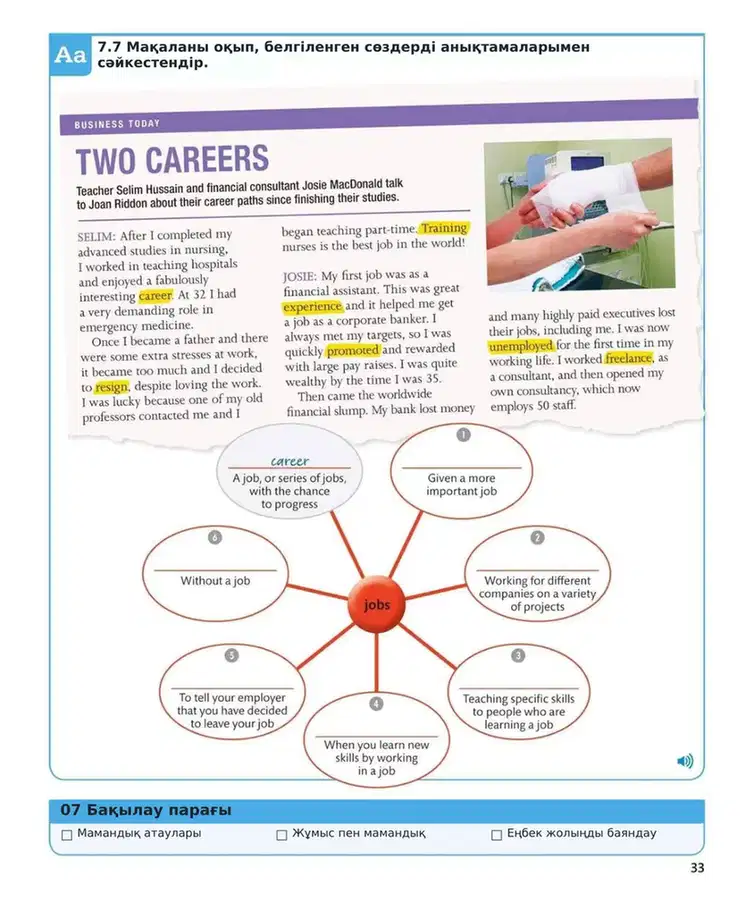 Aa
7.7 Мақаланы оқып, белгіленген сөздерді анықтамаларымен
сәйкестендір.
BUSINESS TODAY
TWO CAREERS
Teacher Selim Hussain and financial consultant Josie MacDonald talk
to Joan Riddon about their career paths since finishing their studies.
SELIM: After I completed my
advanced studies in nursing,
I worked in teaching hospitals
and enjoyed a fabulously
interesting career. At 32 I had
a very demanding role in
emergency medicine.
Once I became a father and there
were some extra stresses at work,
it became too much and I decided
to resign, despite loving the work.
I was lucky because one of my old
professors contacted me and I
began teaching part-time. Training
nurses is the best job in the world!
JOSIE: My first job was as a
financial assistant. This was great
experience and it helped me get
a job as a corporate banker. I
always met my targets, so I was
quickly promoted and rewarded
with large pay raises. I was quite
wealthy by the time I was 35.
Then came the worldwide
financial slump. My bank lost money
and many highly paid executives lost
their jobs, including me. I was now
unemployed for the first time in my
working life. I worked freelance, as
a consultant, and then opened my
own consultancy, which now
employs 50 staff.
career
A job, or series of jobs,
with the chance
to progress
1
Given a more
important job
6
Without a job
2
Working for different
companies on a variety
of projects
jobs
5
To tell your employer
that you have decided
to leave your job
3
Teaching specific skills
to people who are
learning a job
4
When you learn new
skills by working
in a job
07 Бақылау парағы
Мамандық атаулары
Жұмыс пен мамандық
Еңбек жолыңды баяндау
33